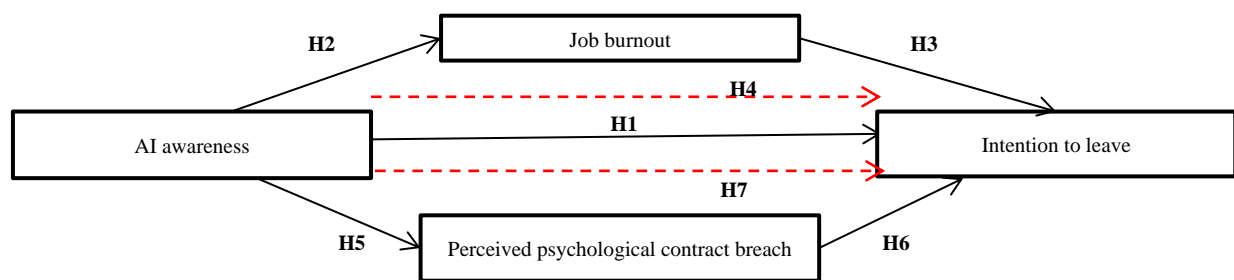 Job burnout
H2
H3
H4
H1
AI awareness
Intention to leave
H7
H5
Perceived psychological contract breach
H6